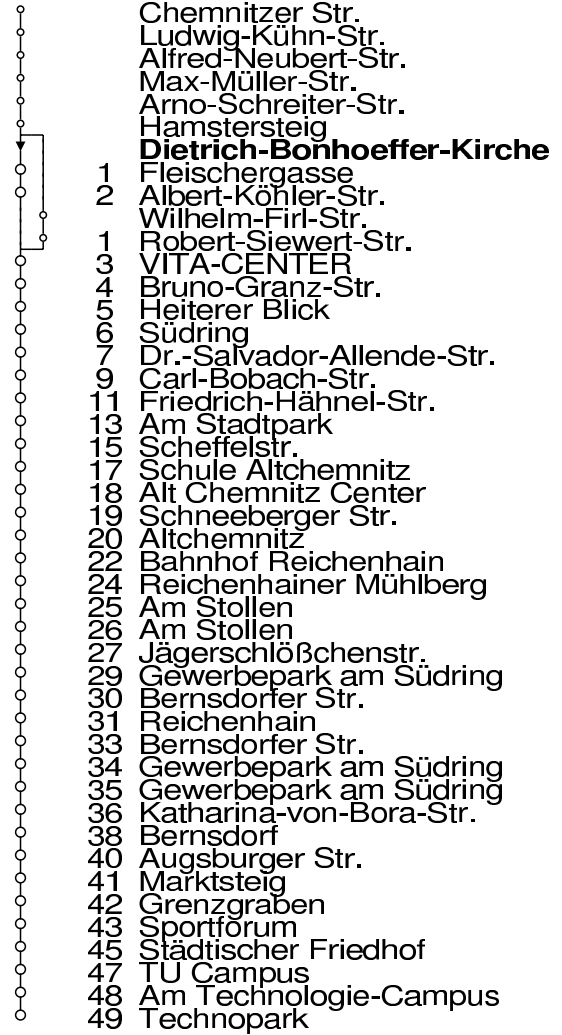 Chemnitzer Str.
Ludwig-Kühn-Str.
Alfred-Neubert-Str.
Max-Müller-Str.
Arno-Schreiter-Str.
Hamstersteig
Dietrich-Bonhoeffer-Kirche
1 Fleischergasse
2 Albert-Köhler-Str.
Wilhelm-Firl-Str.
1 Robert-Siewert-Str.
3 VITA-CENTER
4 Bruno-Granz-Str.
5 Heiterer Blick
6 Südring
7 Dr.-Salvador-Allende-Str.
9 Carl-Bobach-Str.
11 Friedrich-Hähnel-Str.
13 Am Stadtpark
15 Scheffelstr.
17 Schule Altchemnitz
18 Alt Chemnitz Center
19 Schneeberger Str.
20 Altchemnitz
22 Bahnhof Reichenhain
24 Reichenhainer Mühlberg
25 Am Stollen
26 Am Stollen
27 Jägerschlößchenstr.
29 Gewerbepark am Südring
30 Bernsdorfer Str.
31 Reichenhain
33 Bernsdorfer Str.
34 Gewerbepark am Südring
35 Gewerbepark am Südring
36 Katharina-von-Bora-Str.
38 Bernsdorf
40 Augsburger Str.
41 Marktsteig
42 Grenzgraben
43 Sportforum
45 Städtischer Friedhof
47 TU Campus
48 Am Technologie-Campus
49 Technopark